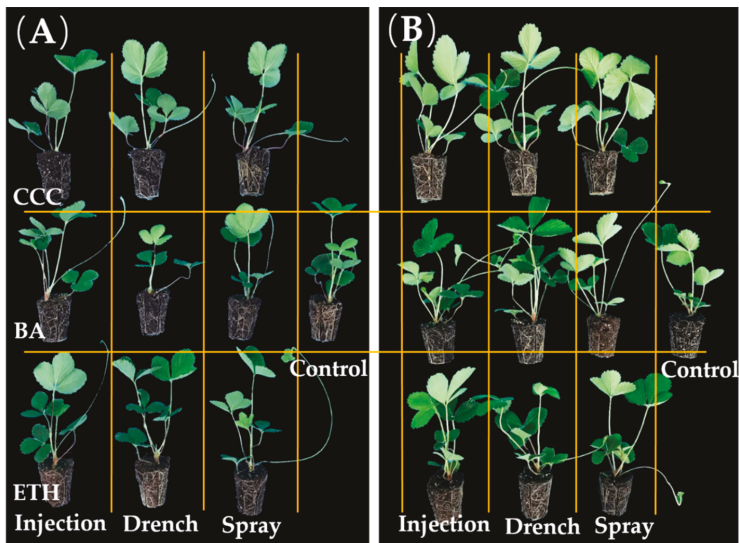 (A) (B)
CCC
BA
Control Control
ETH
Injection Drench Spray Injection Drench Spray